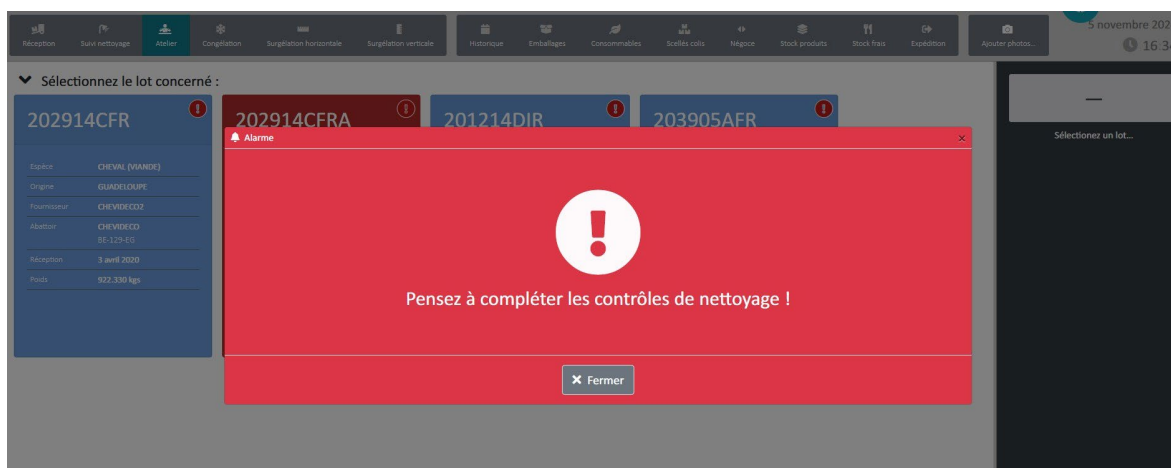 Réception
Suivi nettoyage
Atelier
Congélation
Surgélation horizontale
Surgélation verticale
Historique
Emballages
Consommables
Scellés colis
Négoce
Stock produits
Stock frais
Expédition
Ajouter photos...
5 novembre 202
16:3
Sélectionnez le lot concerné :
202914CFR
202914CFRA
201214DIR
203905AFR
Sélectionez un lot...
Alarme
Espèce CHEVAL (VIANDE)
Origine GUADELOUPE
Fournisseur CHEVIDECO2
Abattoir CHEVIDECO
BE-129-EG
Réception 3 avril 2020
Poids 922.330 kgs
Pensez à compléter les contrôles de nettoyage !
Fermer